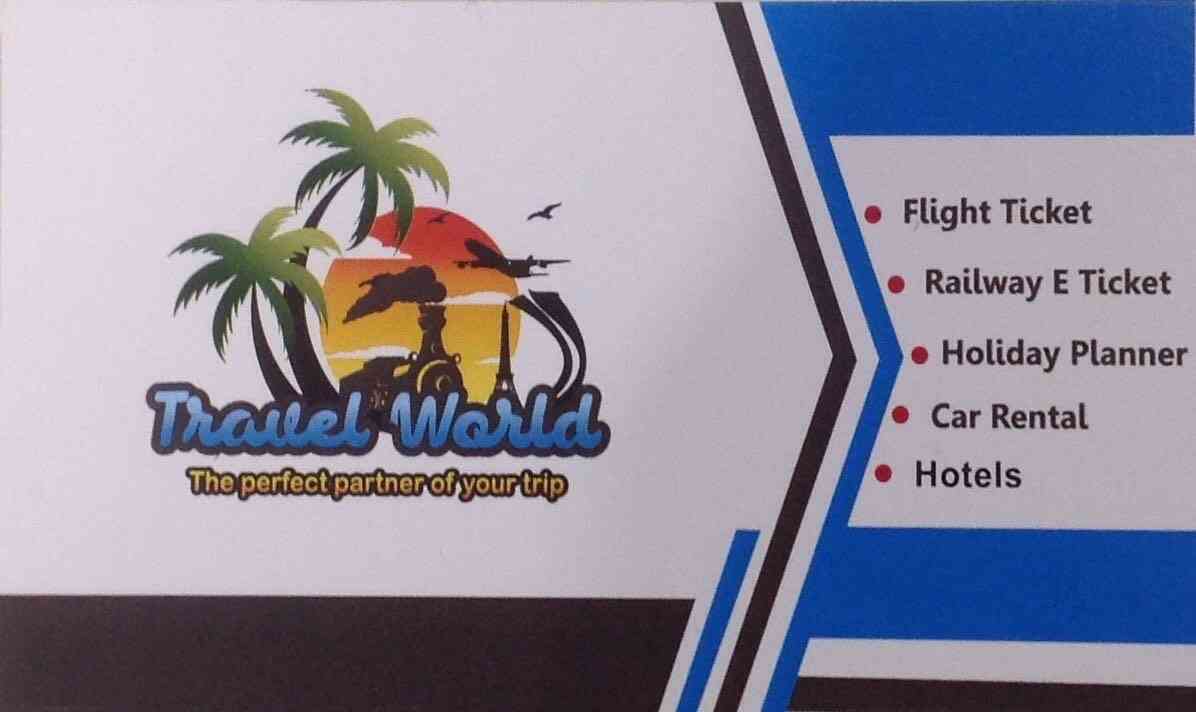 Travel World
The perfect partner of your trip
Flight Ticket
Railway E Ticket
Holiday Planner
Car Rental
Hotels